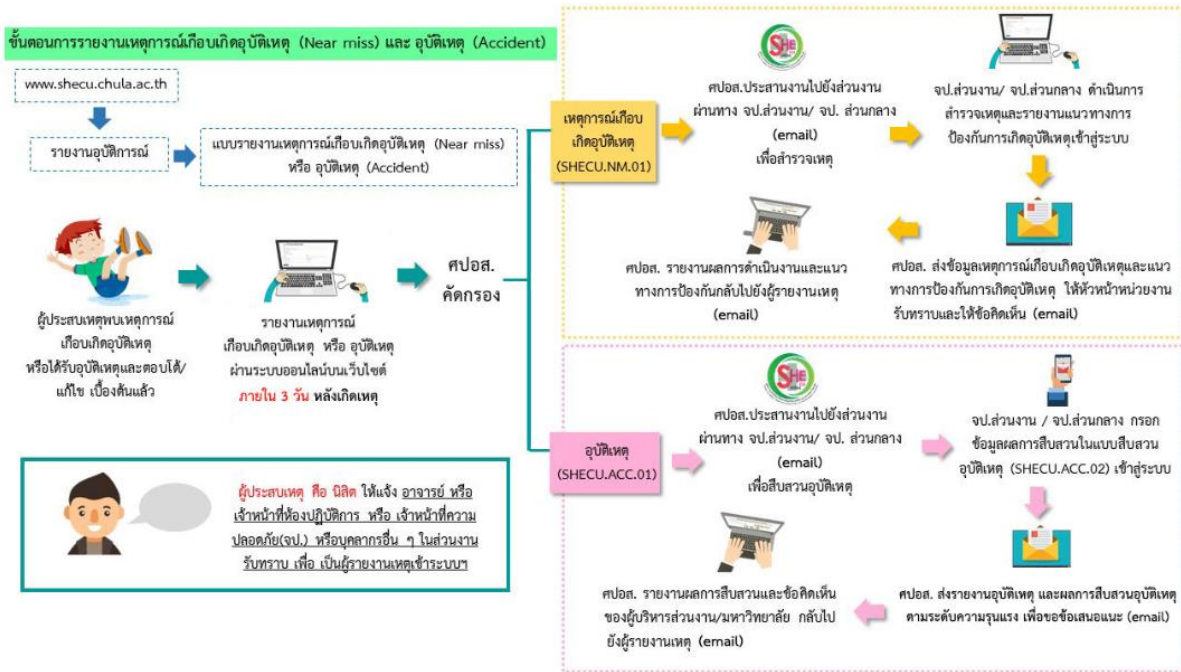 ขั้นตอนการรายงานเหตุการณ์เกือบเกิดอุบัติเหตุ (Near miss) และ อุบัติเหตุ (Accident)
www.shecu.chula.ac.th
รายงานอุบัติการณ์
แบบรายงานเหตุการณ์เกือบเกิดอุบัติเหตุ (Near miss)
หรือ อุบัติเหตุ (Accident)
ผู้ประสบเหตุพบเหตุการณ์
เกือบเกิดอุบัติเหตุ
หรือได้รับอุบัติเหตุและตอบโต้/
แก้ไข เบื้องต้นแล้ว
รายงานเหตุการณ์
เกือบเกิดอุบัติเหตุ หรือ อุบัติเหตุ
ผ่านระบบออนไลน์บนเว็บไซต์
ภายใน 3 วัน หลังเกิดเหตุ
ศปอส.
คัดกรอง
ผู้ประสบเหตุ คือ นิสิต ให้แจ้ง อาจารย์ หรือ
เจ้าหน้าที่ห้องปฏิบัติการ หรือ เจ้าหน้าที่ความ
ปลอดภัย(จป.) หรือบุคลากรอื่น ๆ ในส่วนงาน
รับทราบ เพื่อ เป็นผู้รายงานเหตุเข้าระบบฯ
เหตุการณ์เกือบ
เกิดอุบัติเหตุ
(SHECU.NM.01)
SHE
ศปอส.ประสานงานไปยังส่วนงาน
ผ่านทาง จป.ส่วนงาน/ จป. ส่วนกลาง
(email)
เพื่อสำรวจเหตุ
จป.ส่วนงาน/ จป.ส่วนกลาง ดำเนินการ
สำรวจเหตุและรายงานแนวทางการ
ป้องกันการเกิดอุบัติเหตุเข้าสู่ระบบ
ศปอส. ส่งข้อมูลเหตุการณ์เกือบเกิดอุบัติเหตุและแนว
ทางการป้องกันการเกิดอุบัติเหตุ ให้หัวหน้าหน่วยงาน
รับทราบและให้ข้อคิดเห็น (email)
ศปอส. รายงานผลการดำเนินงานและแนว
ทางการป้องกันกลับไปยังผู้รายงานเหตุ
(email)
อุบัติเหตุ
(SHECU.ACC.01)
SHE
ศปอส.ประสานงานไปยังส่วนงาน
ผ่านทาง จป.ส่วนงาน/ จป. ส่วนกลาง
(email)
เพื่อสืบสวนอุบัติเหตุ
จป.ส่วนงาน / จป.ส่วนกลาง กรอก
ข้อมูลผลการสืบสวนในแบบสืบสวน
อุบัติเหตุ (SHECU.ACC.02) เข้าสู่ระบบ
ศปอส. ส่งรายงานอุบัติเหตุ และผลการสืบสวนอุบัติเหตุ
ตามระดับความรุนแรง เพื่อขอข้อเสนอแนะ (email)
ศปอส. รายงานผลการสืบสวนและข้อคิดเห็น
ของผู้บริหารส่วนงาน/มหาวิทยาลัย กลับไป
ยังผู้รายงานเหตุ (email)